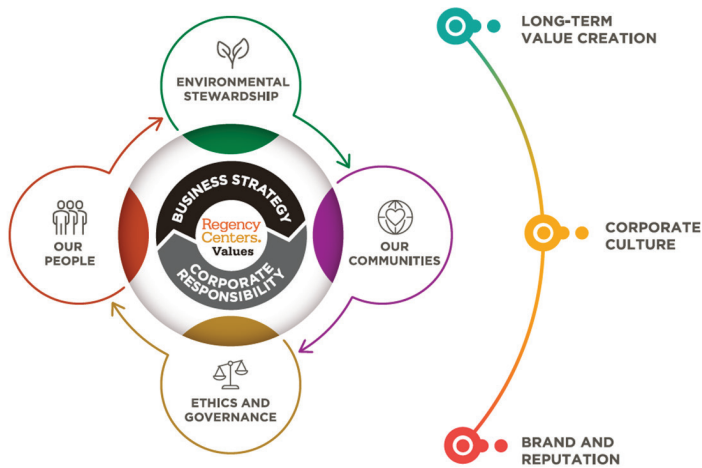 ENVIRONMENTAL
STEWARDSHIP
OUR
PEOPLE
BUSINESS STRATEGY
Regency
Centers.
Values
CORPORATE
RESPONSIBILITY
OUR
COMMUNITIES
ETHICS AND
GOVERNANCE
LONG-TERM
VALUE CREATION
CORPORATE
CULTURE
BRAND AND
REPUTATION